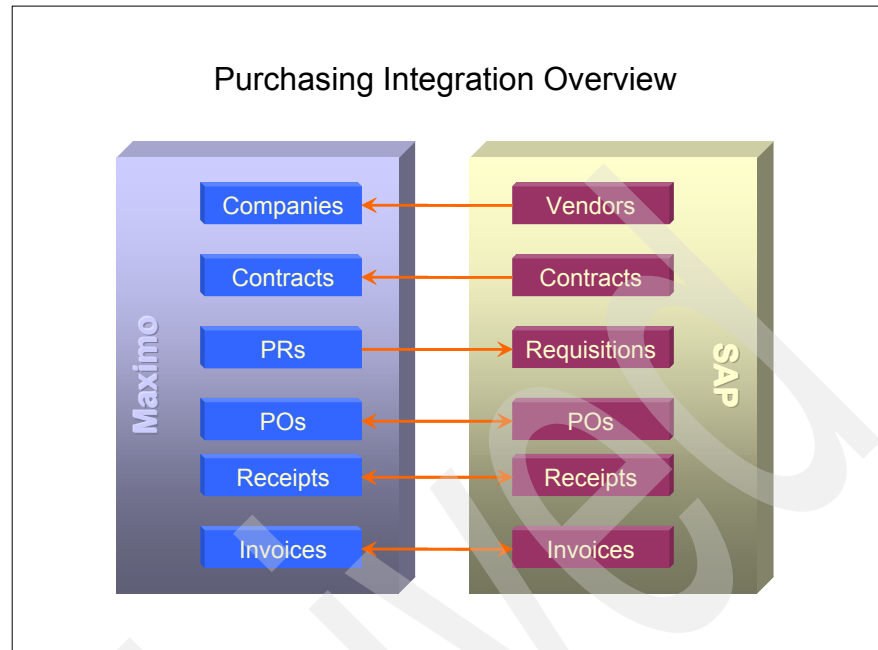 Purchasing Integration Overview
Companies
Vendors
Contracts
Contracts
PRs
Requisitions
POs
POs
Receipts
Receipts
Invoices
Invoices
Maximo
SAP